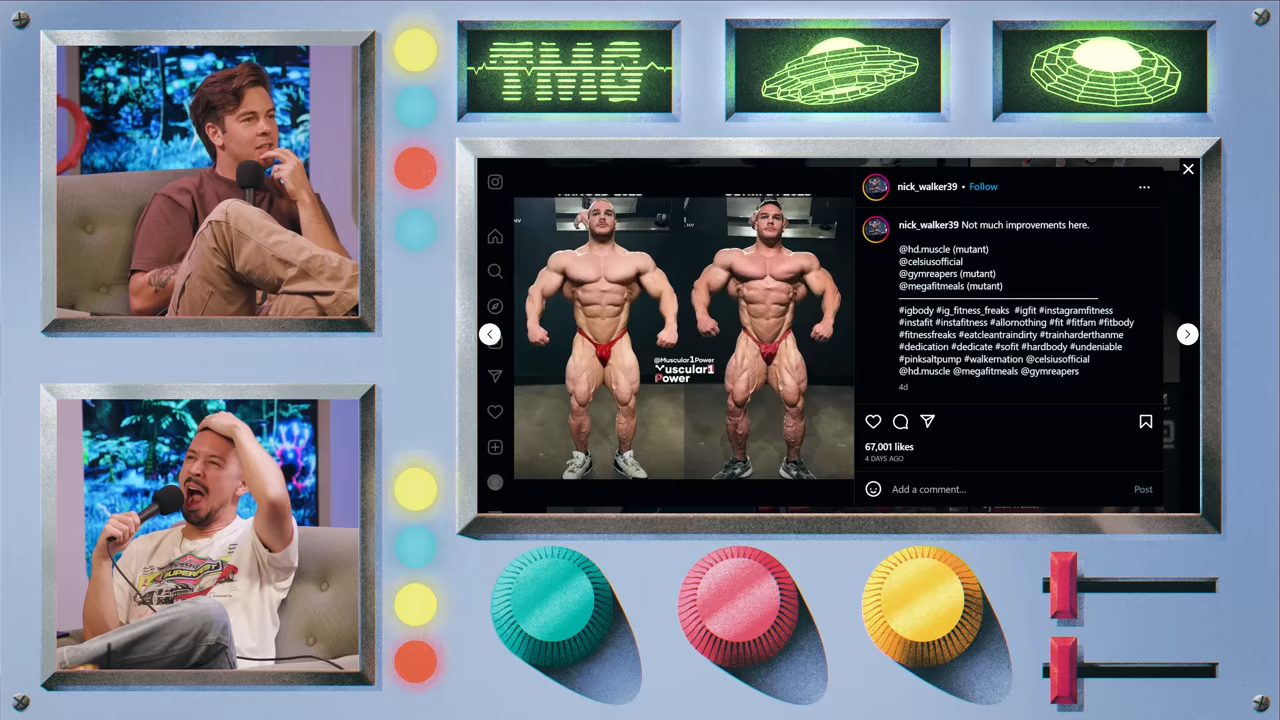 TMG
nick_walker39 • Follow
nick_walker39 Not much improvements here.
@hd.muscle (mutant)
@celsiusofficial
@gymreapers (mutant)
@megafitmeals (mutant)
#igbody #ig_fitness_freaks #igfit #instagramfitness
#instafit #instafitness #allornothing #fit #fitfam #fitbody
#fitnessfreaks #eatcleantraindirty #trainharderthanme
#dedication #dedicate #sofit #hardbody #undeniable
#pinksaltpump #walkernation @celsiusofficial
@hd.muscle @megafitmeals @gymreapers
4d
@Muscular1Power
Muscular1
Power
67,001 likes
4 DAYS AGO
Add a comment...
Post
SUPERFAST